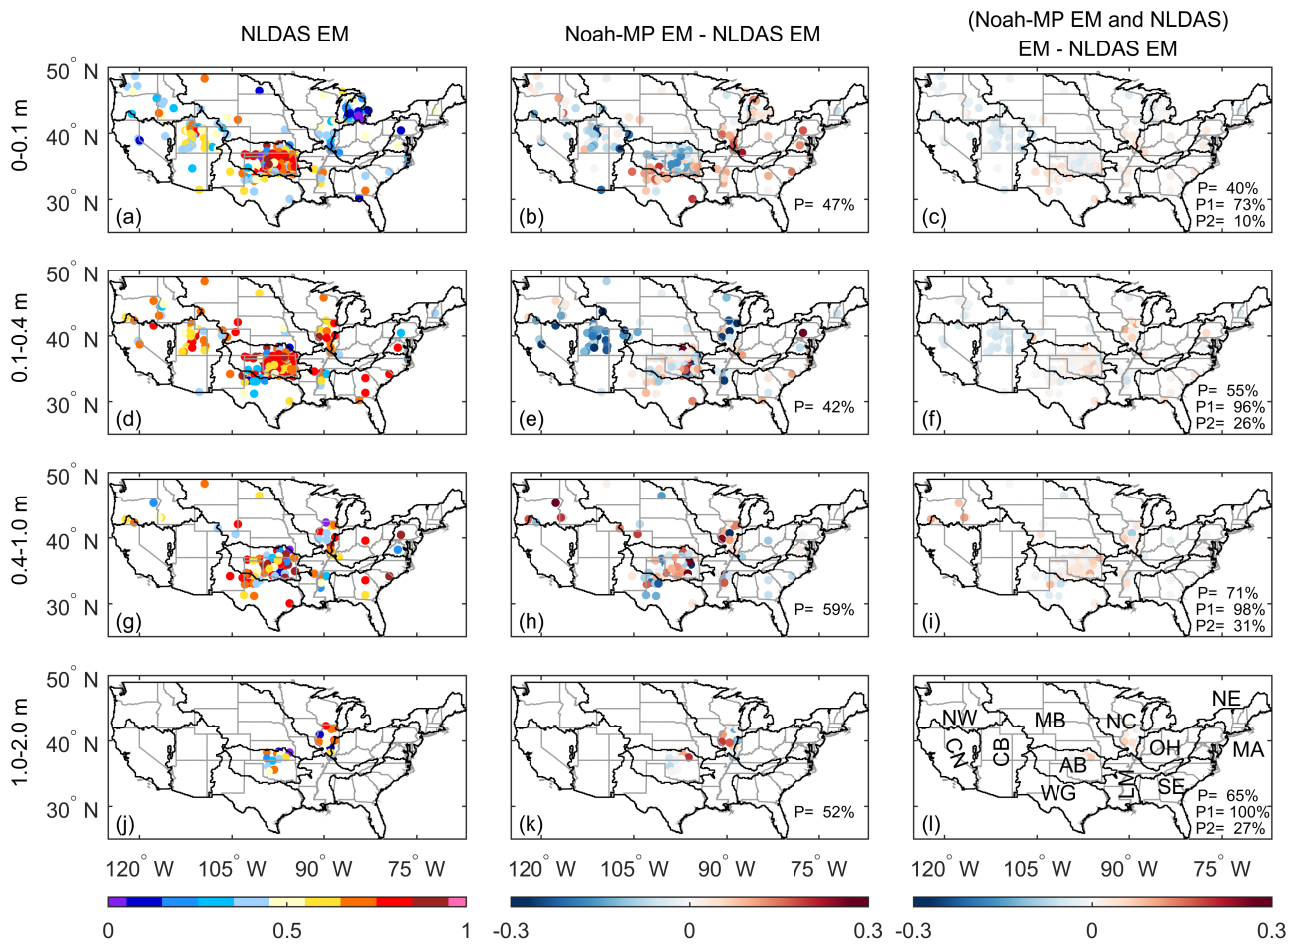 NLDAS EM
Noah-MP EM - NLDAS EM
(Noah-MP EM and NLDAS)
EM - NLDAS EM
0-0.1 m
50° N
40° N
30° N
(a)
(b)
P= 47%
(c)
P= 40%
P1= 73%
P2= 10%
0.1-0.4 m
50° N
40° N
30° N
(d)
(e)
P= 42%
(f)
P= 55%
P1= 96%
P2= 26%
0.4-1.0 m
50° N
40° N
30° N
(g)
(h)
P= 59%
(i)
P= 71%
P1= 98%
P2= 31%
1.0-2.0 m
50° N
40° N
30° N
(j)
(k)
P= 52%
(l)
NW
MB
NC
NE
CN
CB
AB
OH
MA
WG
LM
SE
P= 65%
P1= 100%
P2= 27%
120° W 105° W 90° W 75° W
120° W 105° W 90° W 75° W
120° W 105° W 90° W 75° W
0 0.5 1
-0.3 0 0.3
-0.3 0 0.3